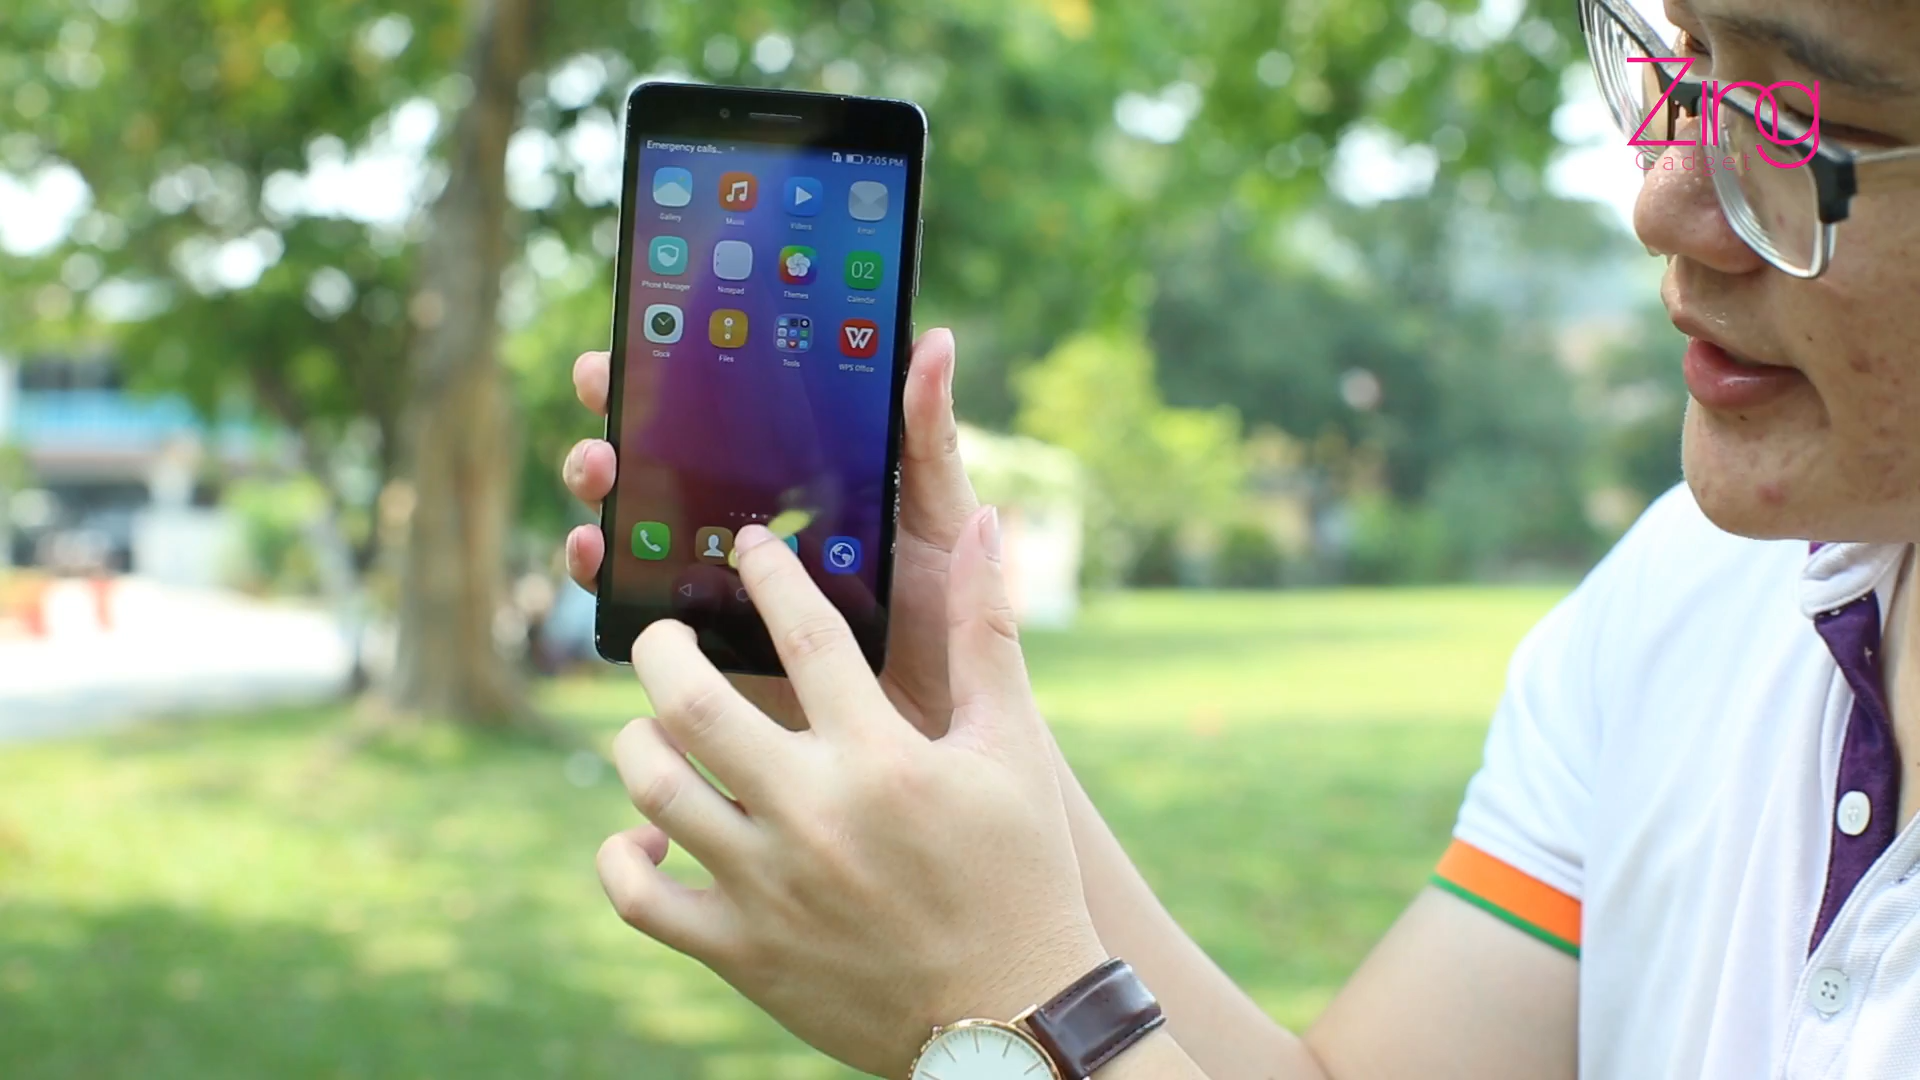 Zing
Gadget
Emergency calls...
7:05 PM
Gallery
Music
Videos
Email
Phone Manager
Notepad
Themes
02
Calendar
Clock
Files
Tools
W
WPS Office